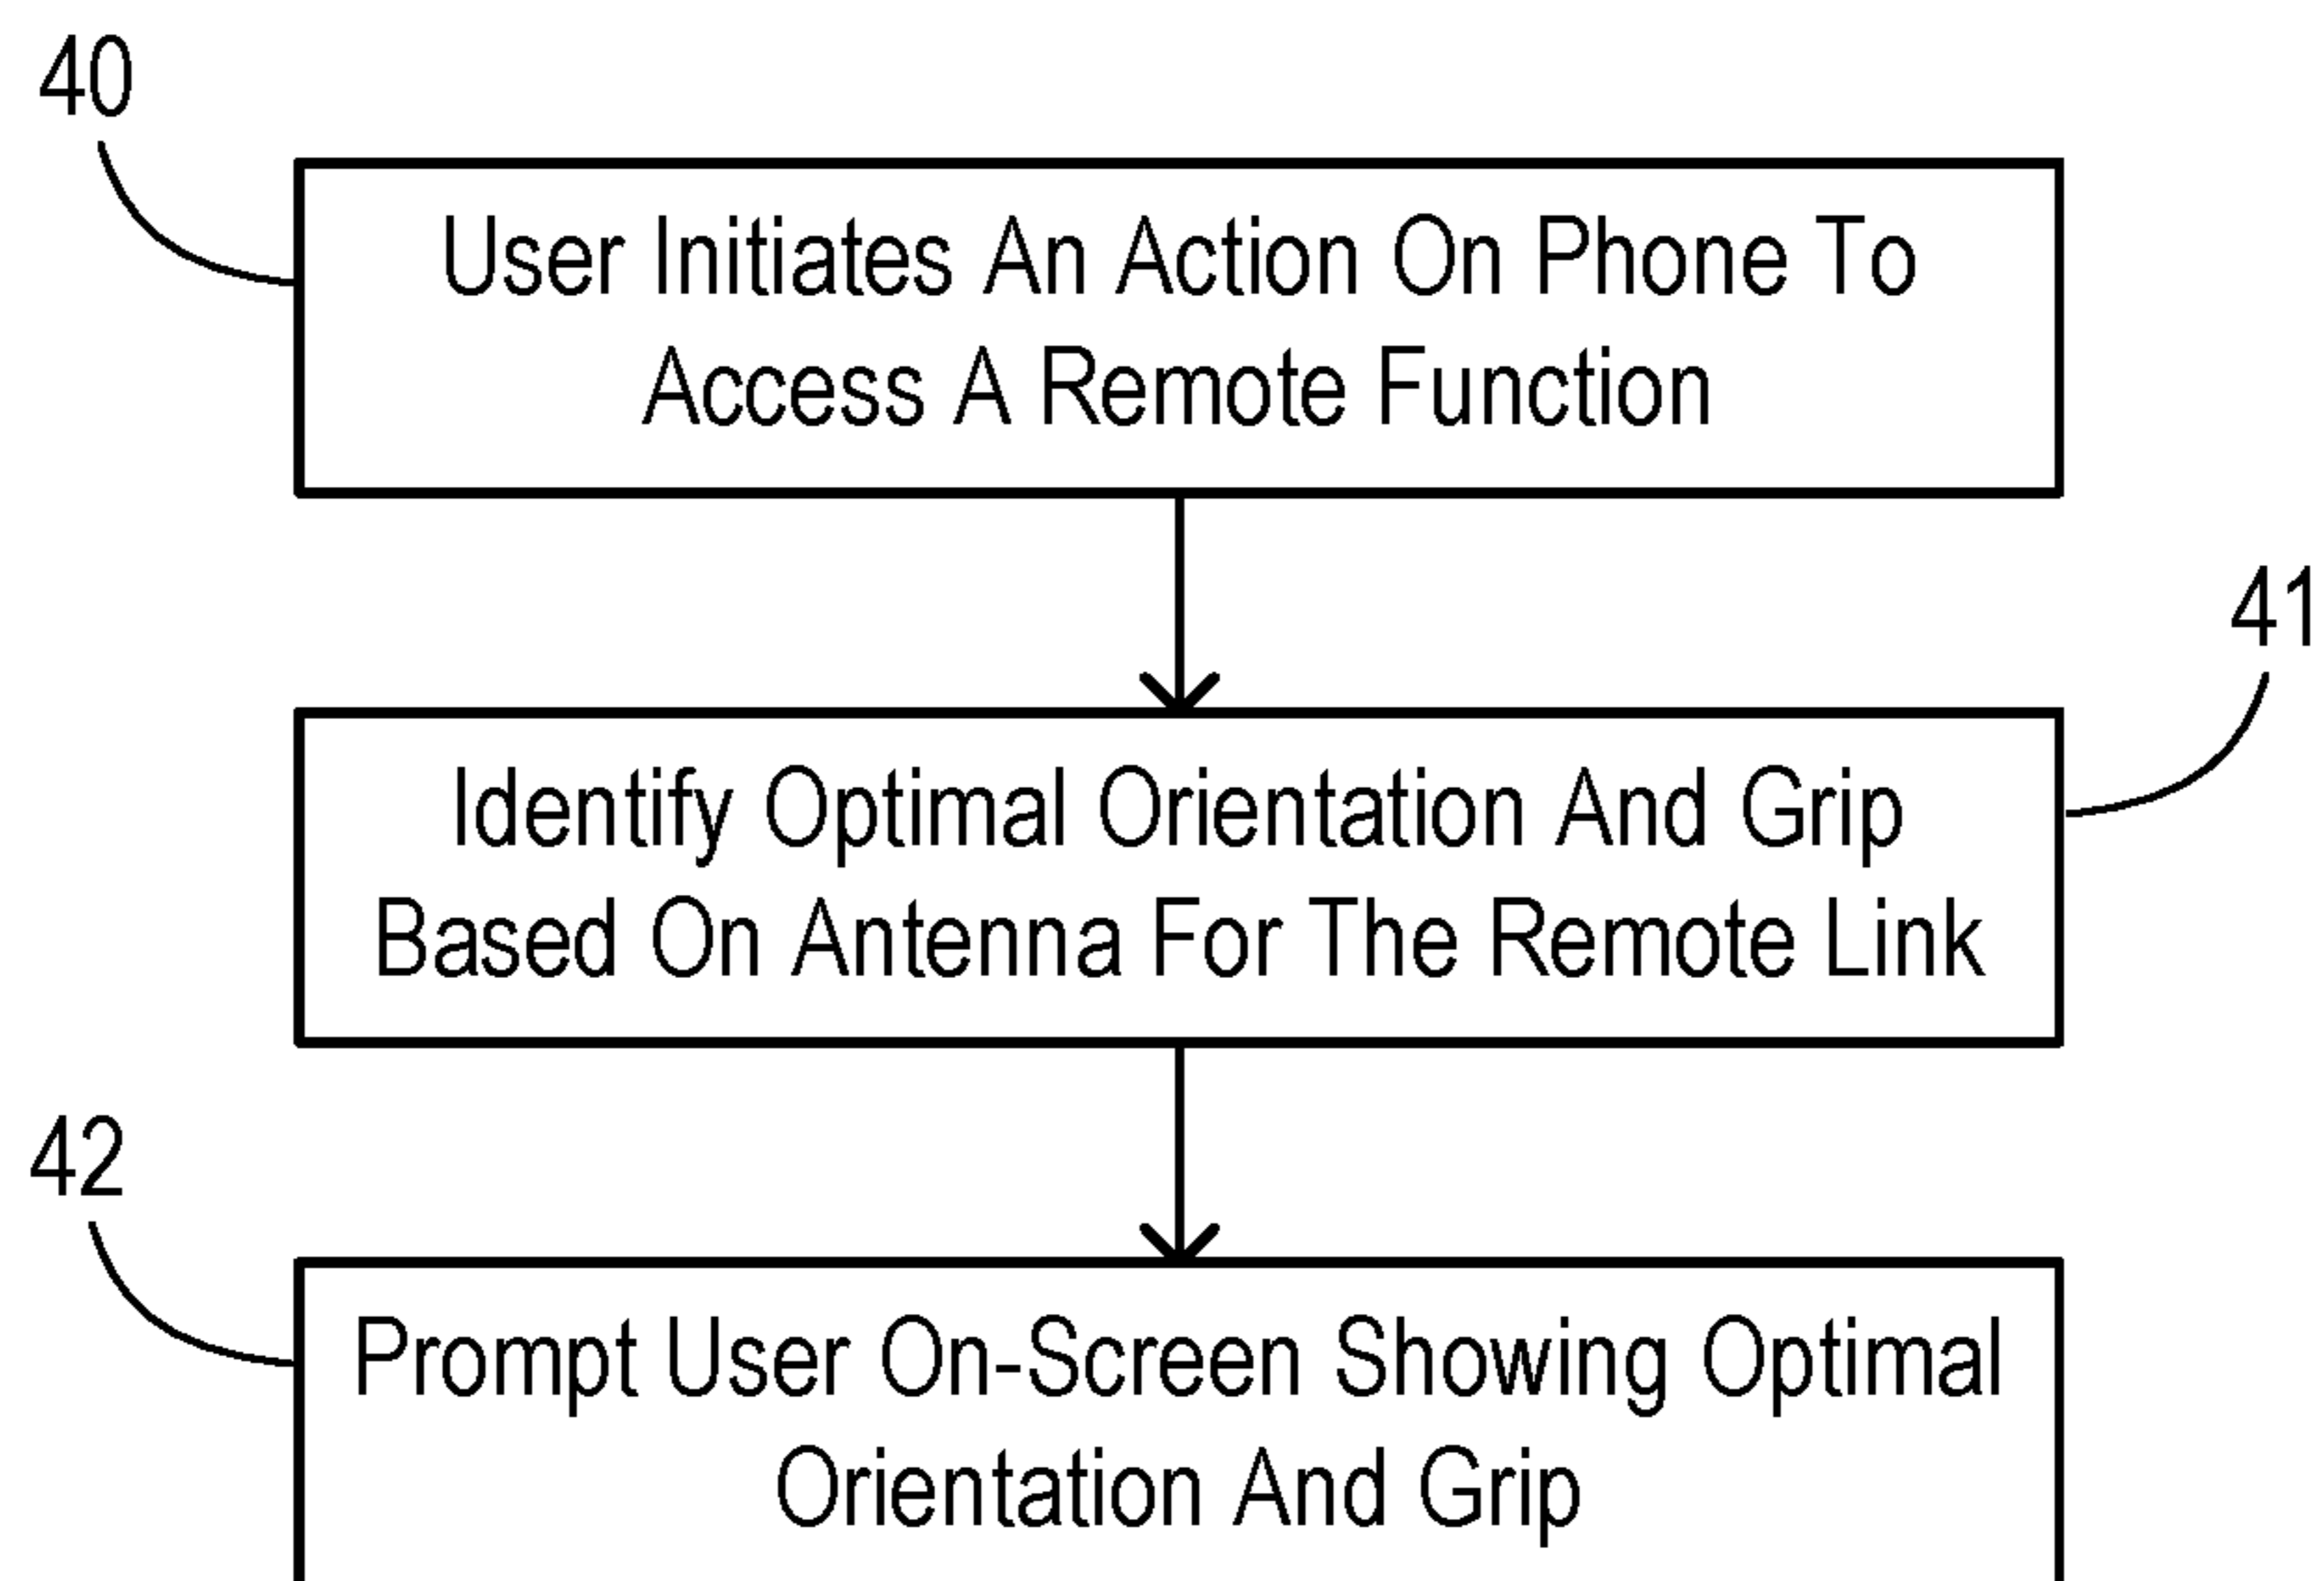 40
User Initiates An Action On Phone To
Access A Remote Function
41
Identify Optimal Orientation And Grip
Based On Antenna For The Remote Link
42
Prompt User On-Screen Showing Optimal
Orientation And Grip